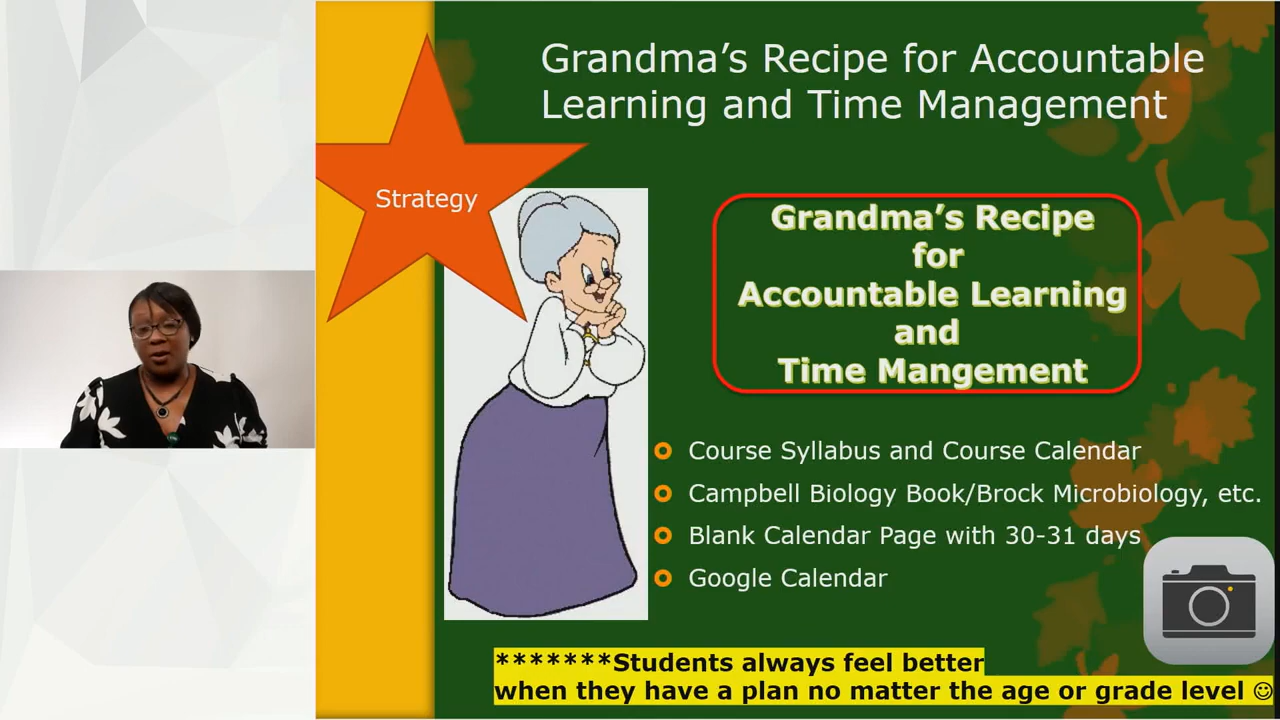 Grandma’s Recipe for Accountable
Learning and Time Management
Strategy
Grandma’s Recipe
for
Accountable Learning
and
Time Mangement
Course Syllabus and Course Calendar
Campbell Biology Book/Brock Microbiology, etc.
Blank Calendar Page with 30-31 days
Google Calendar
*******Students always feel better
when they have a plan no matter the age or grade level ☺